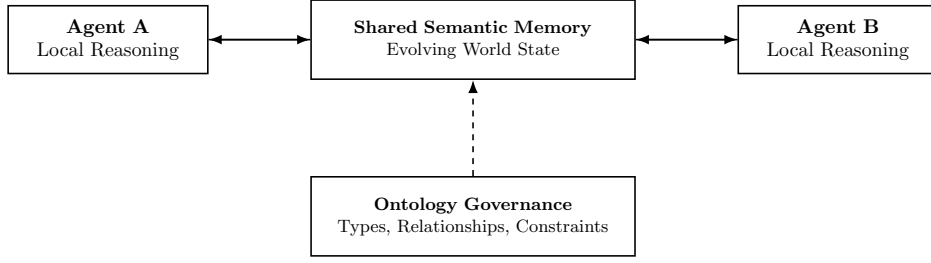 Agent A
Local Reasoning
Shared Semantic Memory
Evolving World State
Agent B
Local Reasoning
Ontology Governance
Types, Relationships, Constraints